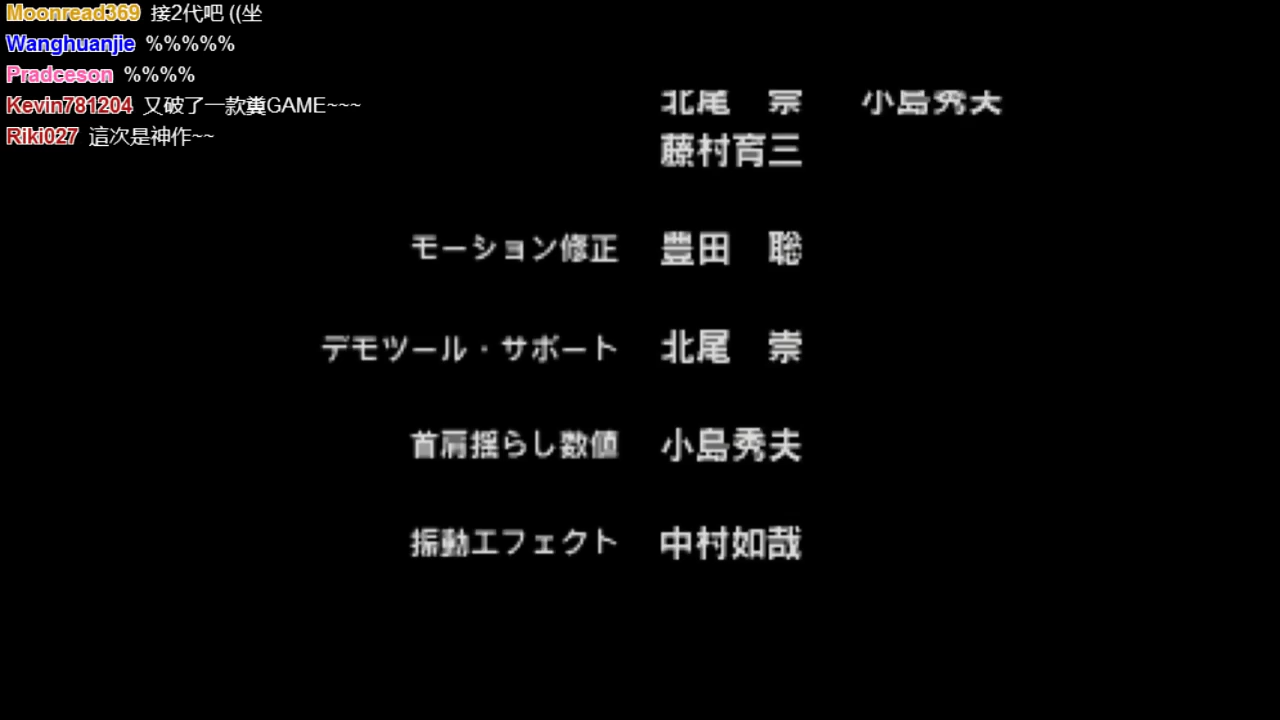 Moonread369 接2代吧 ((坐
Wanghuanjie %%%%%
Pradceson %%%%
Kevin781204 又破了一款糞GAME~~~
Riki027 這次是神作~~
北尾　崇　小島秀夫
藤村育三
モーション修正　豊田　聡
デモツール・サポート　北尾　崇
首肩揺らし数値　小島秀夫
振動エフェクト　中村如哉